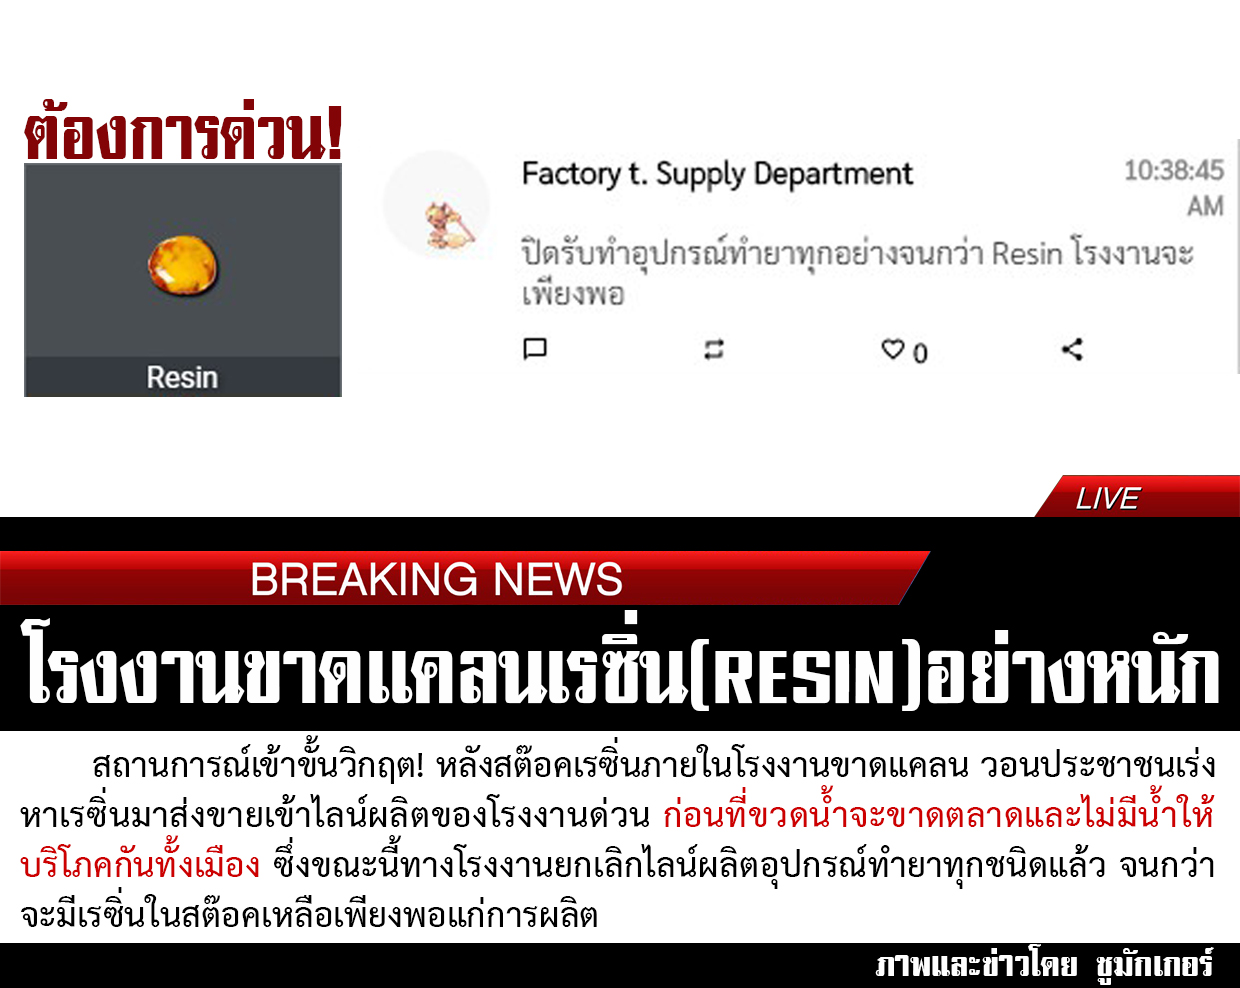 ต้องการด่วน!
Resin
Factory t. Supply Department
10:38:45
AM
ปิดรับทำอุปกรณ์ทำยาทุกอย่างจนกว่า Resin โรงงานจะ
เพียงพอ
0
LIVE
BREAKING NEWS
โรงงานขาดแคลนเรซิ่น(RESIN)อย่างหนัก
สถานการณ์เข้าขั้นวิกฤต! หลังสต๊อคเรซิ่นภายในโรงงานขาดแคลน วอนประชาชนเร่ง
หาเรซิ่นมาส่งขายเข้าไลน์ผลิตของโรงงานด่วน ก่อนที่ขวดน้ำจะขาดตลาดและไม่มีน้ำให้
บริโภคกันทั้งเมือง ซึ่งขณะนี้ทางโรงงานยกเลิกไลน์ผลิตอุปกรณ์ทำยาทุกชนิดแล้ว จนกว่า
จะมีเรซิ่นในสต๊อคเหลือเพียงพอแก่การผลิต
ภาพและข่าวโดย ชูมักเกอร์